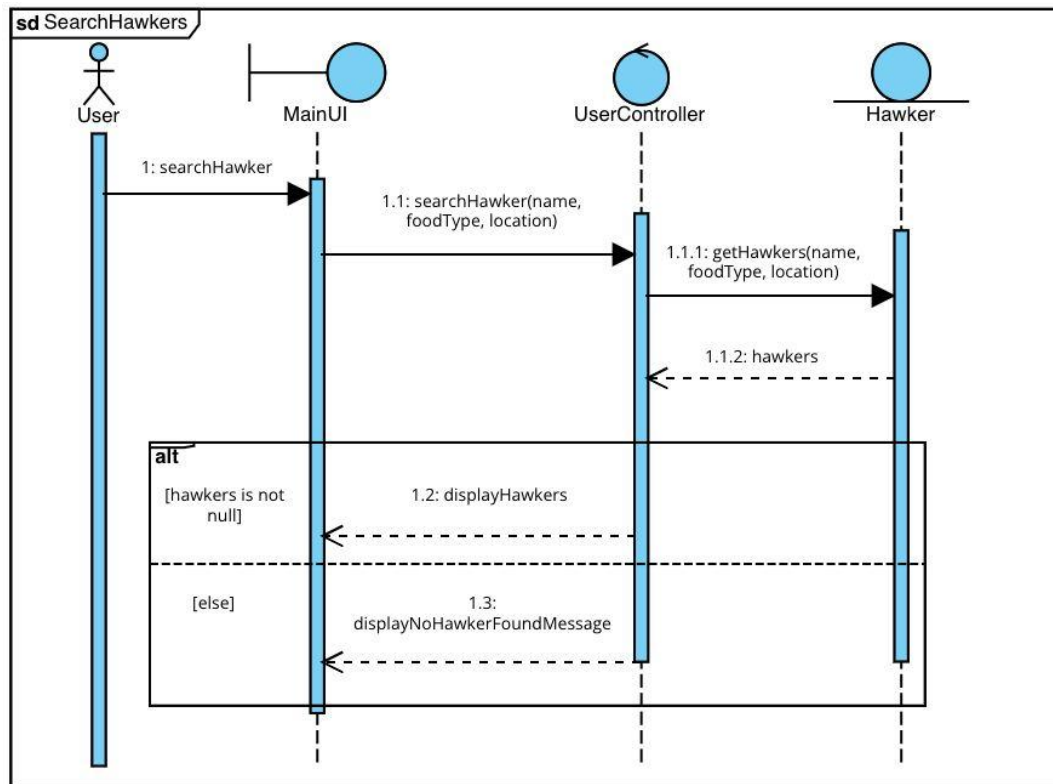 sd SearchHawkers
User
MainUI
UserController
Hawker
1: searchHawker
1.1: searchHawker(name,
foodType, location)
1.1.1: getHawkers(name,
foodType, location)
1.1.2: hawkers
alt
[hawkers is not
null]
1.2: displayHawkers
[else]
1.3:
displayNoHawkerFoundMessage